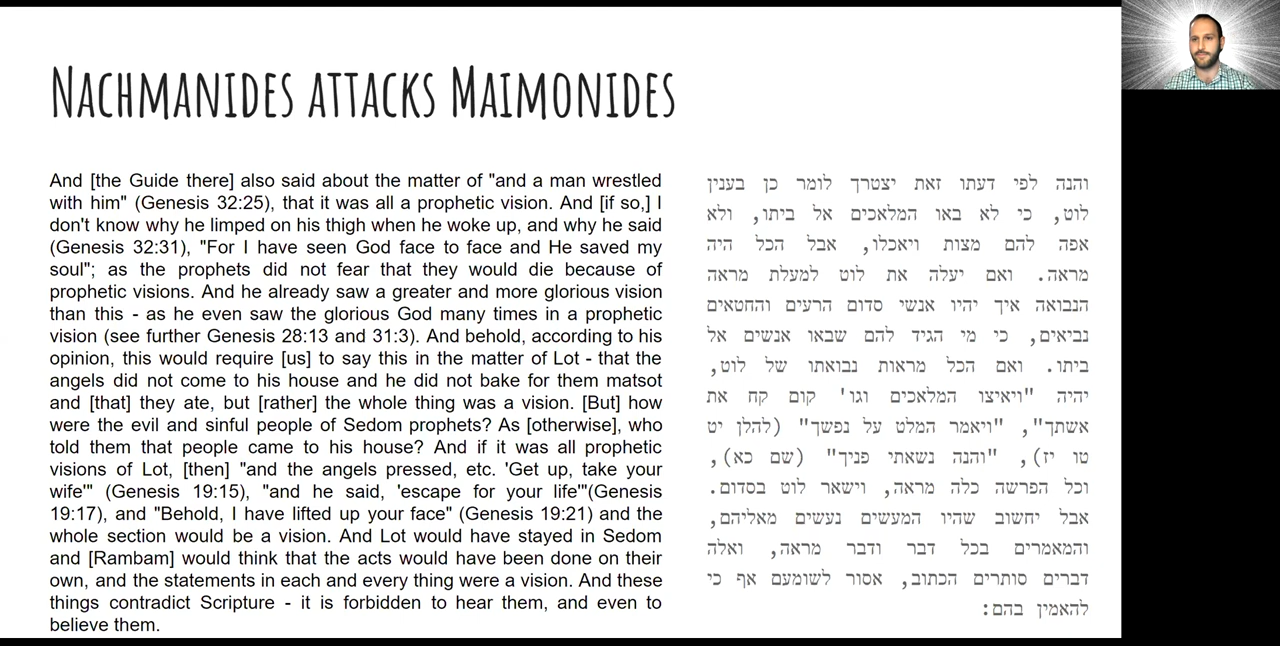 NACHMANIDES ATTACKS MAIMONIDES
And [the Guide there] also said about the matter of "and a man wrestled
with him" (Genesis 32:25), that it was all a prophetic vision. And [if so,] I
don't know why he limped on his thigh when he woke up, and why he said
(Genesis 32:31), "For I have seen God face to face and He saved my
soul"; as the prophets did not fear that they would die because of
prophetic visions. And he already saw a greater and more glorious vision
than this - as he even saw the glorious God many times in a prophetic
vision (see further Genesis 28:13 and 31:3). And behold, according to his
opinion, this would require [us] to say this in the matter of Lot - that the
angels did not come to his house and he did not bake for them matsot
and [that] they ate, but [rather] the whole thing was a vision. [But] how
were the evil and sinful people of Sedom prophets? As [otherwise], who
told them that people came to his house? And if it was all prophetic
visions of Lot, [then] "and the angels pressed, etc. 'Get up, take your
wife'" (Genesis 19:15), "and he said, 'escape for your life'"(Genesis
19:17), and "Behold, I have lifted up your face" (Genesis 19:21) and the
whole section would be a vision. And Lot would have stayed in Sedom
and [Rambam] would think that the acts would have been done on their
own, and the statements in each and every thing were a vision. And these
things contradict Scripture - it is forbidden to hear them, and even to
believe them.
והנה לפי דעתו זאת יצטרך לומר כן בענין
לוט, כי לא באו המלאכים אל ביתו, ולא
אפה להם מצות ויאכלו, אבל הכל היה
מראה. ואם יעלה את לוט למעלת מראה
הנבואה איך יהיו אנשי סדום הרעים והחטאים
נביאים, כי מי הגיד להם שבאו אנשים אל
ביתו. ואם הכל מראות נבואתו של לוט,
יהיה "ויאיצו המלאכים וגו' קום קח את
אשתך", "ויאמר המלט על נפשך" (להלן יט
טו יז), "והנה נשאתי פניך" (שם כא),
וכל הפרשה כלה מראה, וישאר לוט בסדום.
אבל יחשוב שהיו המעשים נעשים מאליהם,
והמאמרים בכל דבר ודבר מראה, ואלה
דברים סותרים הכתוב, אסור לשומעם אף כי
להאמין בהם: